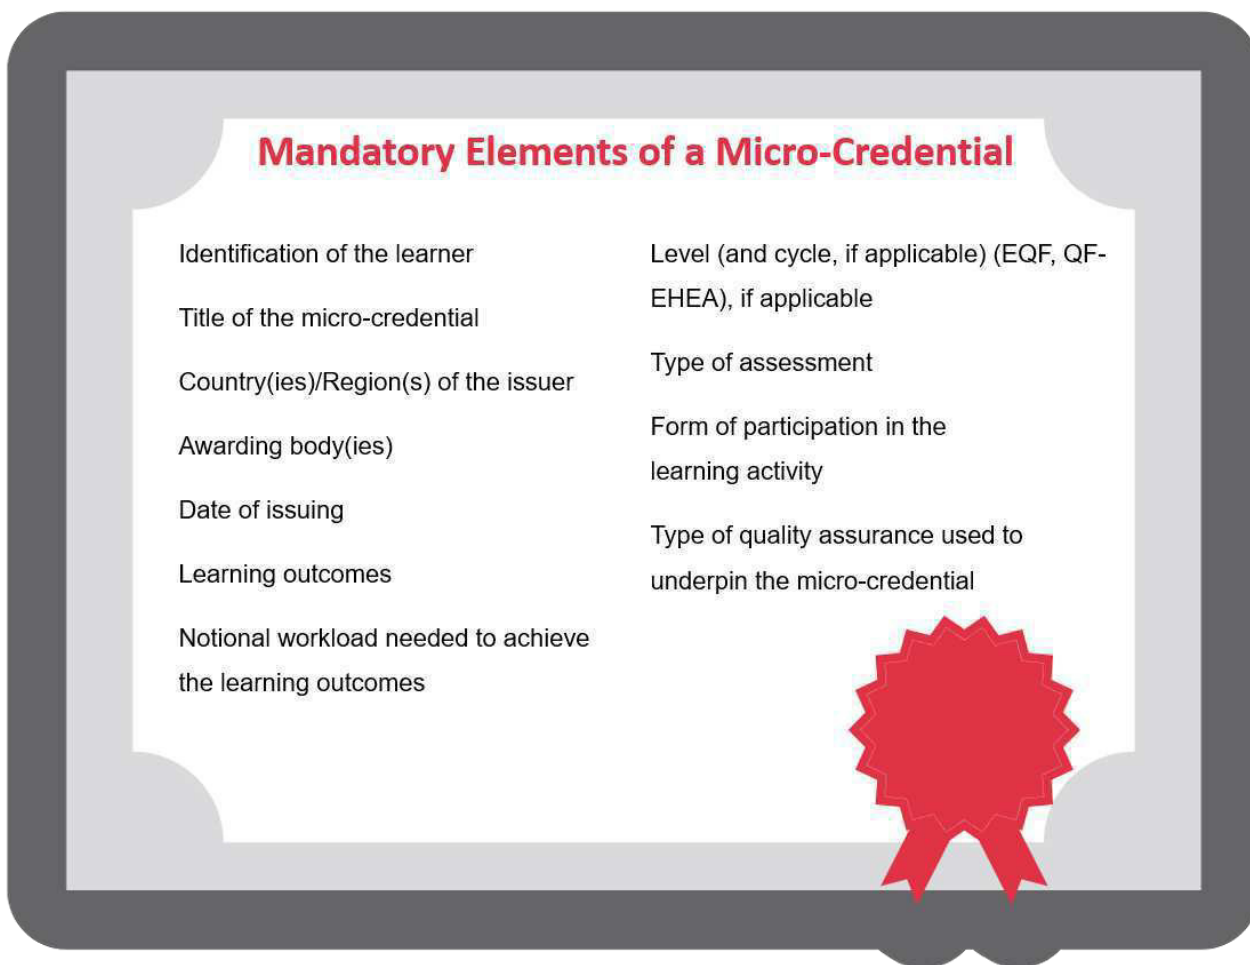 Mandatory Elements of a Micro-Credential
Identification of the learner
Title of the micro-credential
Country(ies)/Region(s) of the issuer
Awarding body(ies)
Date of issuing
Learning outcomes
Notional workload needed to achieve
the learning outcomes
Level (and cycle, if applicable) (EQF, QF-
EHEA), if applicable
Type of assessment
Form of participation in the
learning activity
Type of quality assurance used to
underpin the micro-credential